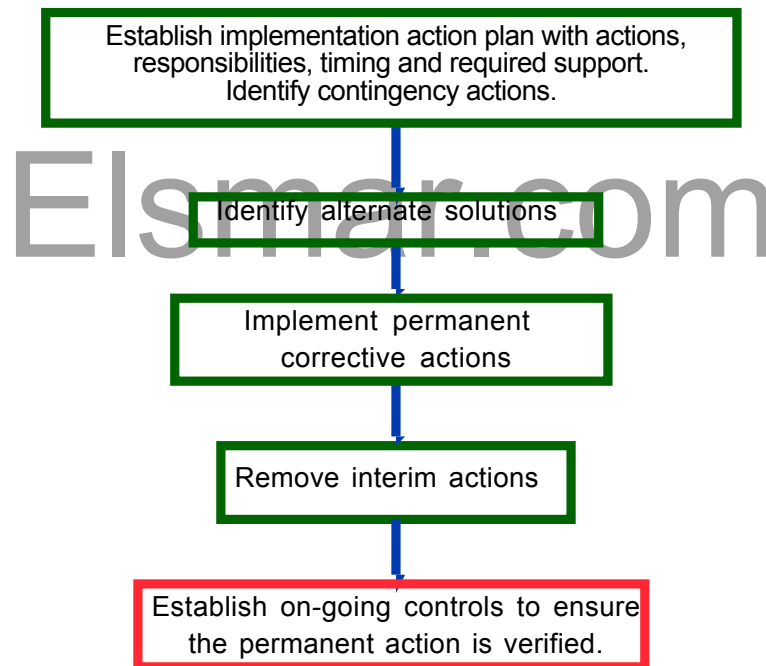 Establish implementation action plan with actions,
responsibilities, timing and required support.
Identify contingency actions.
Elsmar.com
Identify alternate solutions
Implement permanent
corrective actions
Remove interim actions
Establish on-going controls to ensure
the permanent action is verified.